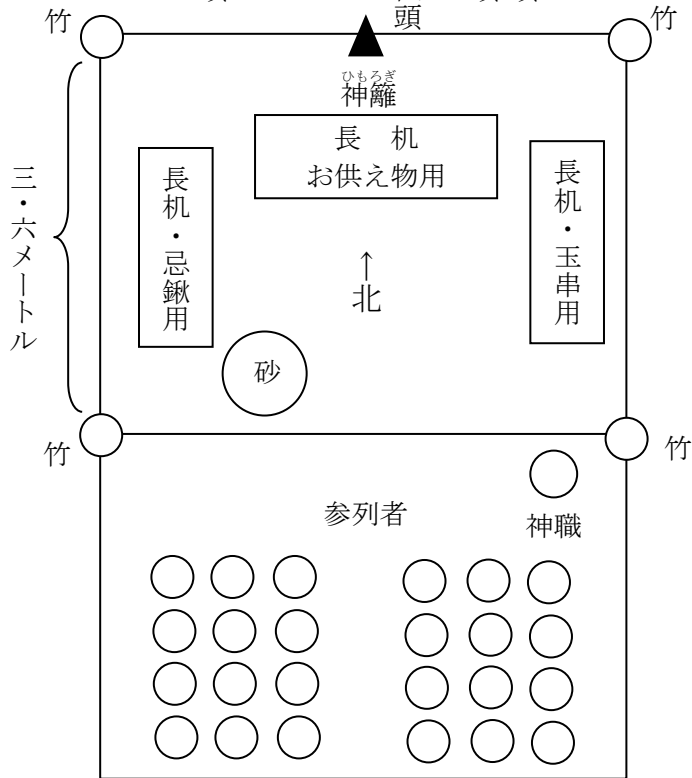 頭
竹
竹
ひもろぎ
神籬
長　机
お供え物用
長机・忌鍬用
長机・玉串用
三・六メートル
↑
北
砂
竹
竹
参列者
神職